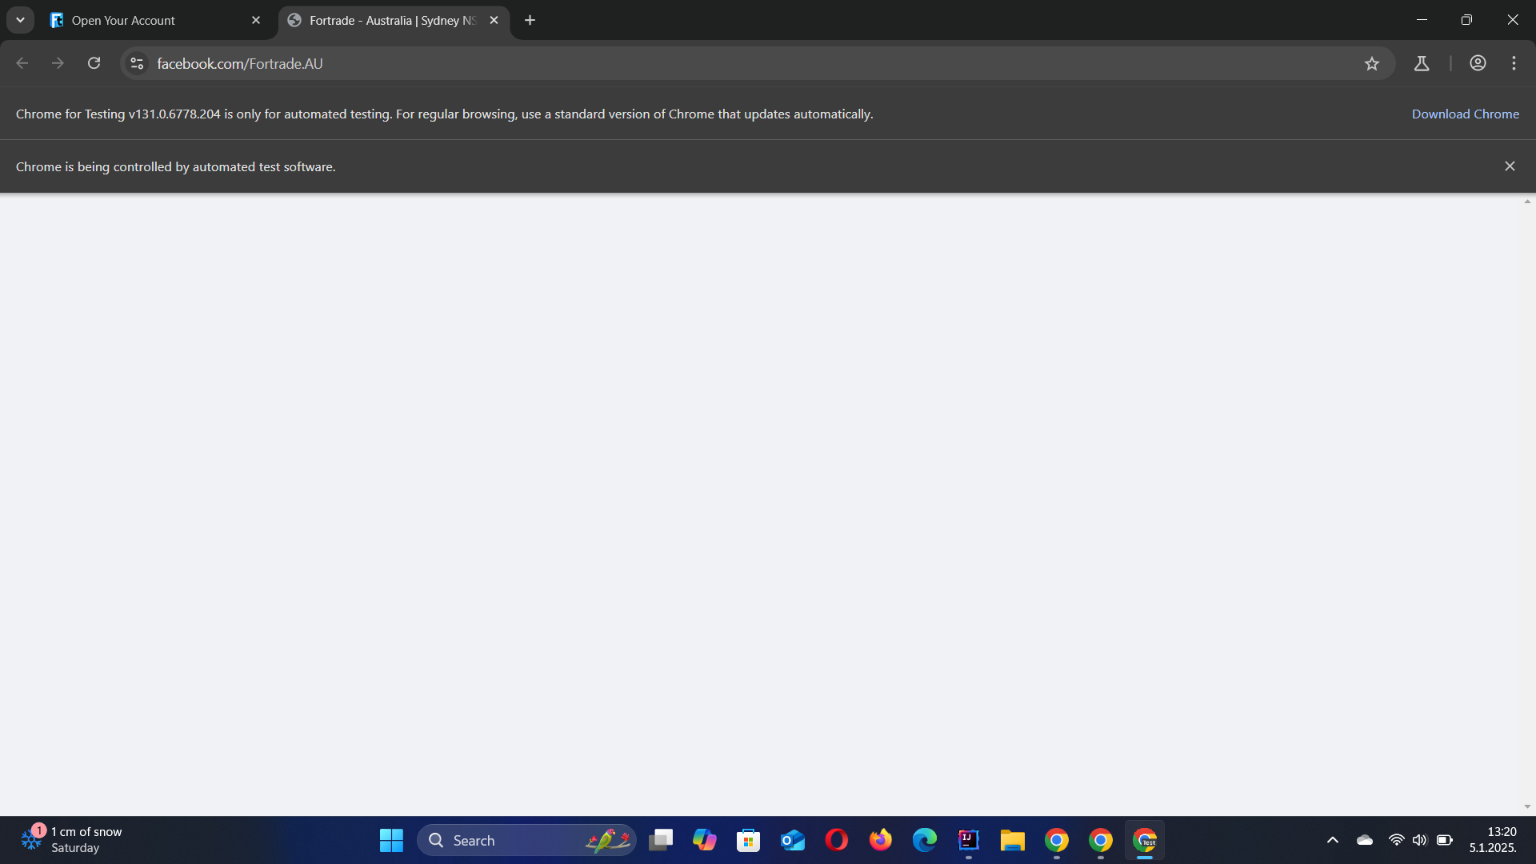 Open Your Account
Fortrade - Australia | Sydney NS
facebook.com/Fortrade.AU
Chrome for Testing v131.0.6778.204 is only for automated testing. For regular browsing, use a standard version of Chrome that updates automatically.
Download Chrome
Chrome is being controlled by automated test software.
1
1 cm of snow
Saturday
Search
IJ
Test
13:20
5.1.2025.